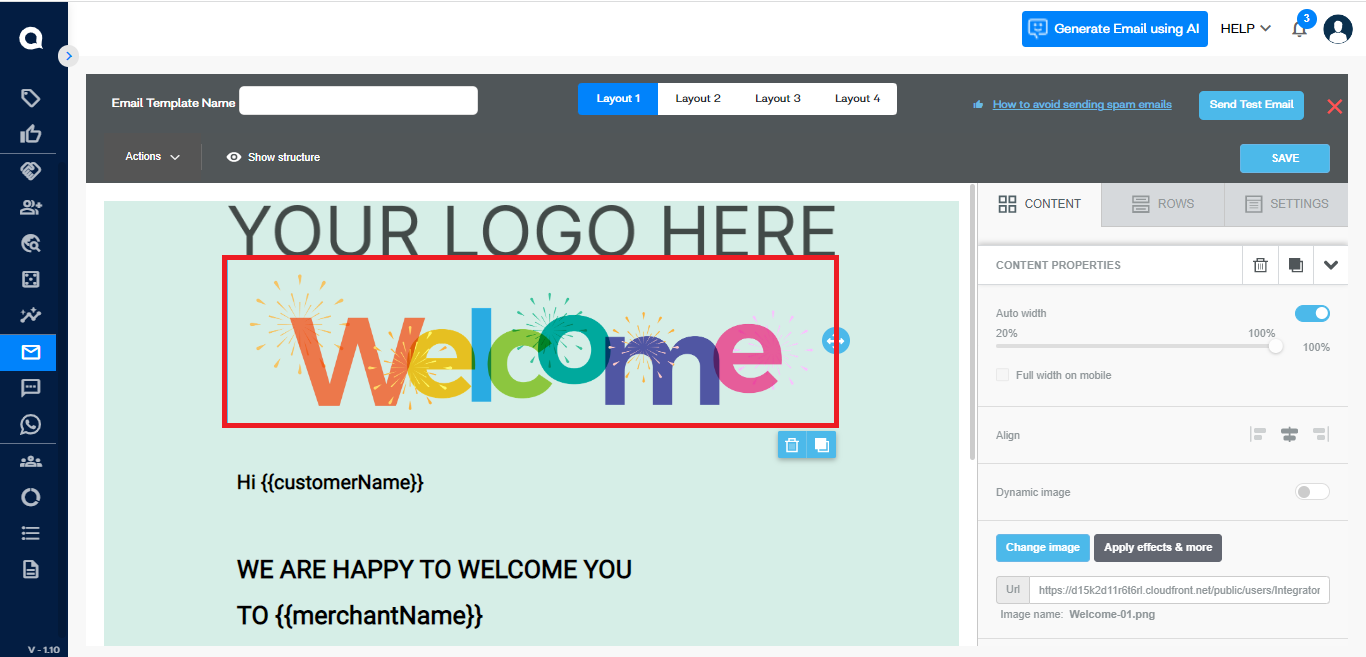 Generate Email using AI
HELP
3
Email Template Name
Layout 1
Layout 2
Layout 3
Layout 4
How to avoid sending spam emails
Send Test Email
Actions
Show structure
SAVE
YOUR LOGO HERE
Welcome
Hi {{customerName}}
WE ARE HAPPY TO WELCOME YOU
TO {{merchantName}}
CONTENT
ROWS
SETTINGS
CONTENT PROPERTIES
Auto width
20%
100%
100%
Full width on mobile
Align
Dynamic image
Change image
Apply effects & more
Url
https://d15k2d11r6t6rl.cloudfront.net/public/users/Integrator
Image name: Welcome-01.png
V - 1.10